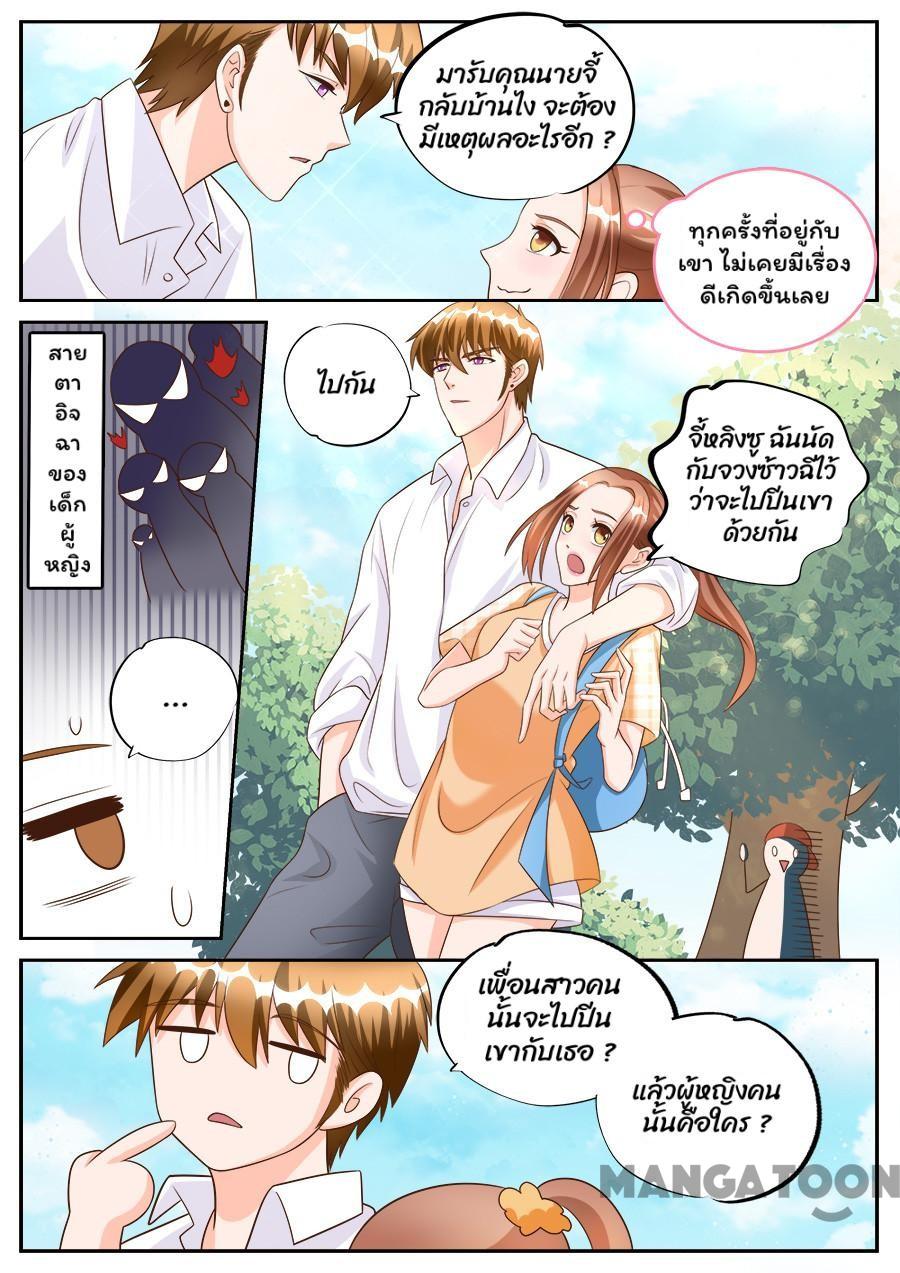 มารับคุณนายจี้
กลับบ้านไง จะต้อง
มีเหตุผลอะไรอีก ?
ทุกครั้งที่อยู่กับ
เขา ไม่เคยมีเรื่อง
ดีเกิดขึ้นเลย
สาย
ตา
อิจ
ฉา
ของ
เด็ก
ผู้
หญิง
ไปกัน
จี้หลิงซู ฉันนัด
กับจวงซ้าวฉีไว้
ว่าจะไปปีนเขา
ด้วยกัน
...
เพื่อนสาวคน
นั้นจะไปปีน
เขากับเธอ ?
แล้วผู้หญิงคน
นั้นคือใคร ?
MANGATOON